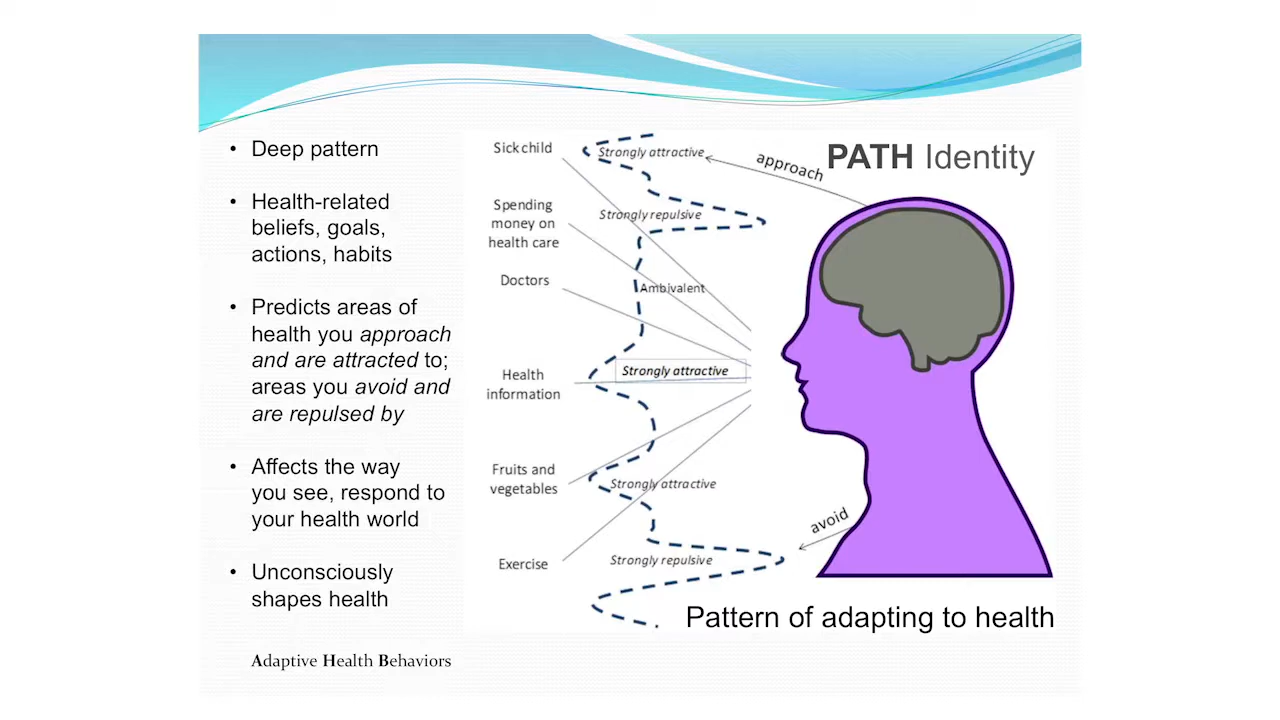 • Deep pattern
• Health-related
beliefs, goals,
actions, habits
• Predicts areas of
health you approach
and are attracted to;
areas you avoid and
are repulsed by
• Affects the way
you see, respond to
your health world
• Unconsciously
shapes health
Adaptive Health Behaviors
PATH Identity
Sick child
Strongly attractive
approach
Spending
money on
health care
Strongly repulsive
Doctors
Ambivalent
Health
information
Strongly attractive
Fruits and
vegetables
Strongly attractive
avoid
Exercise
Strongly repulsive
Pattern of adapting to health